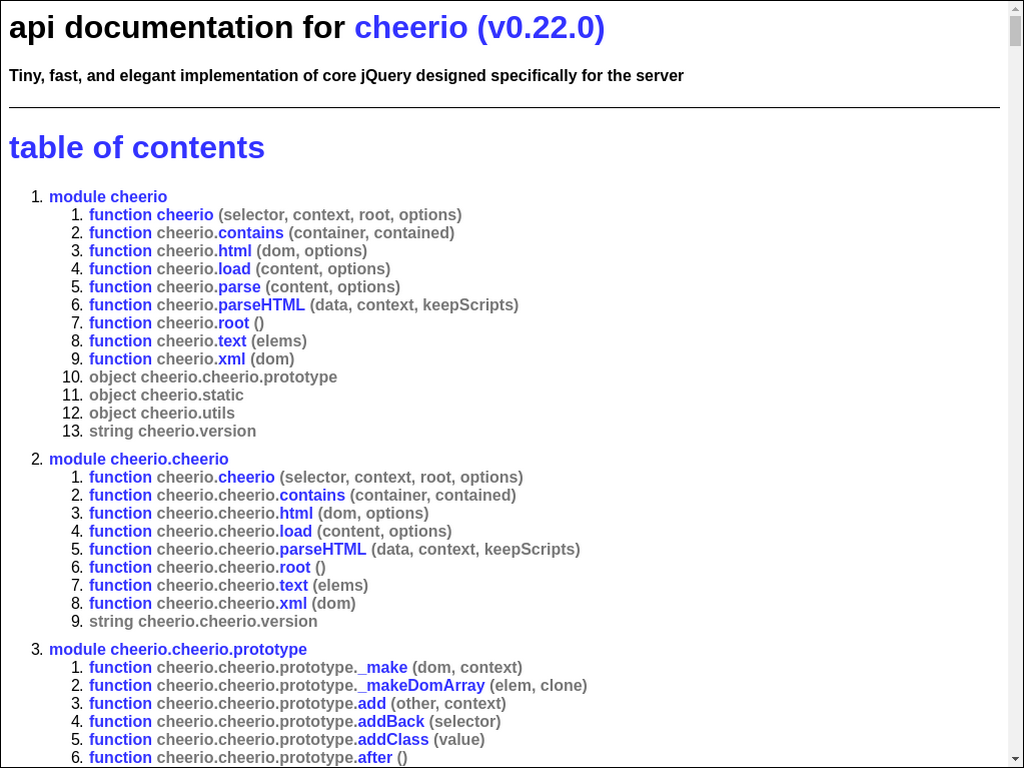 api documentation for cheerio (v0.22.0)
Tiny, fast, and elegant implementation of core jQuery designed specifically for the server
table of contents
1. module cheerio
1. function cheerio (selector, context, root, options)
2. function cheerio.contains (container, contained)
3. function cheerio.html (dom, options)
4. function cheerio.load (content, options)
5. function cheerio.parse (content, options)
6. function cheerio.parseHTML (data, context, keepScripts)
7. function cheerio.root ()
8. function cheerio.text (elems)
9. function cheerio.xml (dom)
10. object cheerio.cheerio.prototype
11. object cheerio.static
12. object cheerio.utils
13. string cheerio.version
2. module cheerio.cheerio
1. function cheerio.cheerio (selector, context, root, options)
2. function cheerio.cheerio.contains (container, contained)
3. function cheerio.cheerio.html (dom, options)
4. function cheerio.cheerio.load (content, options)
5. function cheerio.cheerio.parseHTML (data, context, keepScripts)
6. function cheerio.cheerio.root ()
7. function cheerio.cheerio.text (elems)
8. function cheerio.cheerio.xml (dom)
9. string cheerio.cheerio.version
3. module cheerio.cheerio.prototype
1. function cheerio.cheerio.prototype._make (dom, context)
2. function cheerio.cheerio.prototype._makeDomArray (elem, clone)
3. function cheerio.cheerio.prototype.add (other, context)
4. function cheerio.cheerio.prototype.addBack (selector)
5. function cheerio.cheerio.prototype.addClass (value)
6. function cheerio.cheerio.prototype.after ()